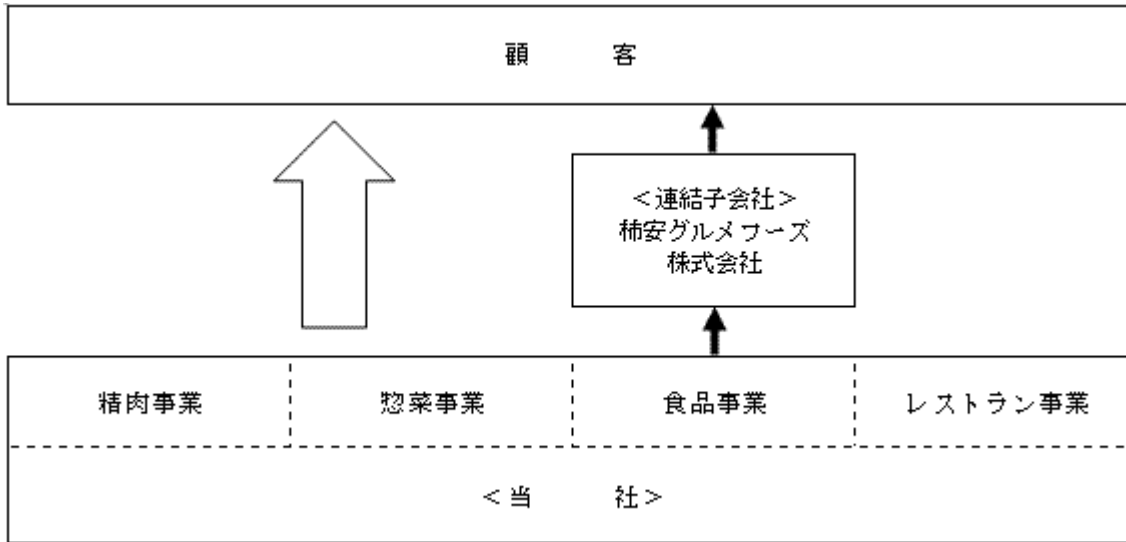 顧 客
＜連結子会社＞
柿安グルメフーズ
株式会社
精肉事業 惣菜事業 食品事業 レストラン事業
＜当 社＞